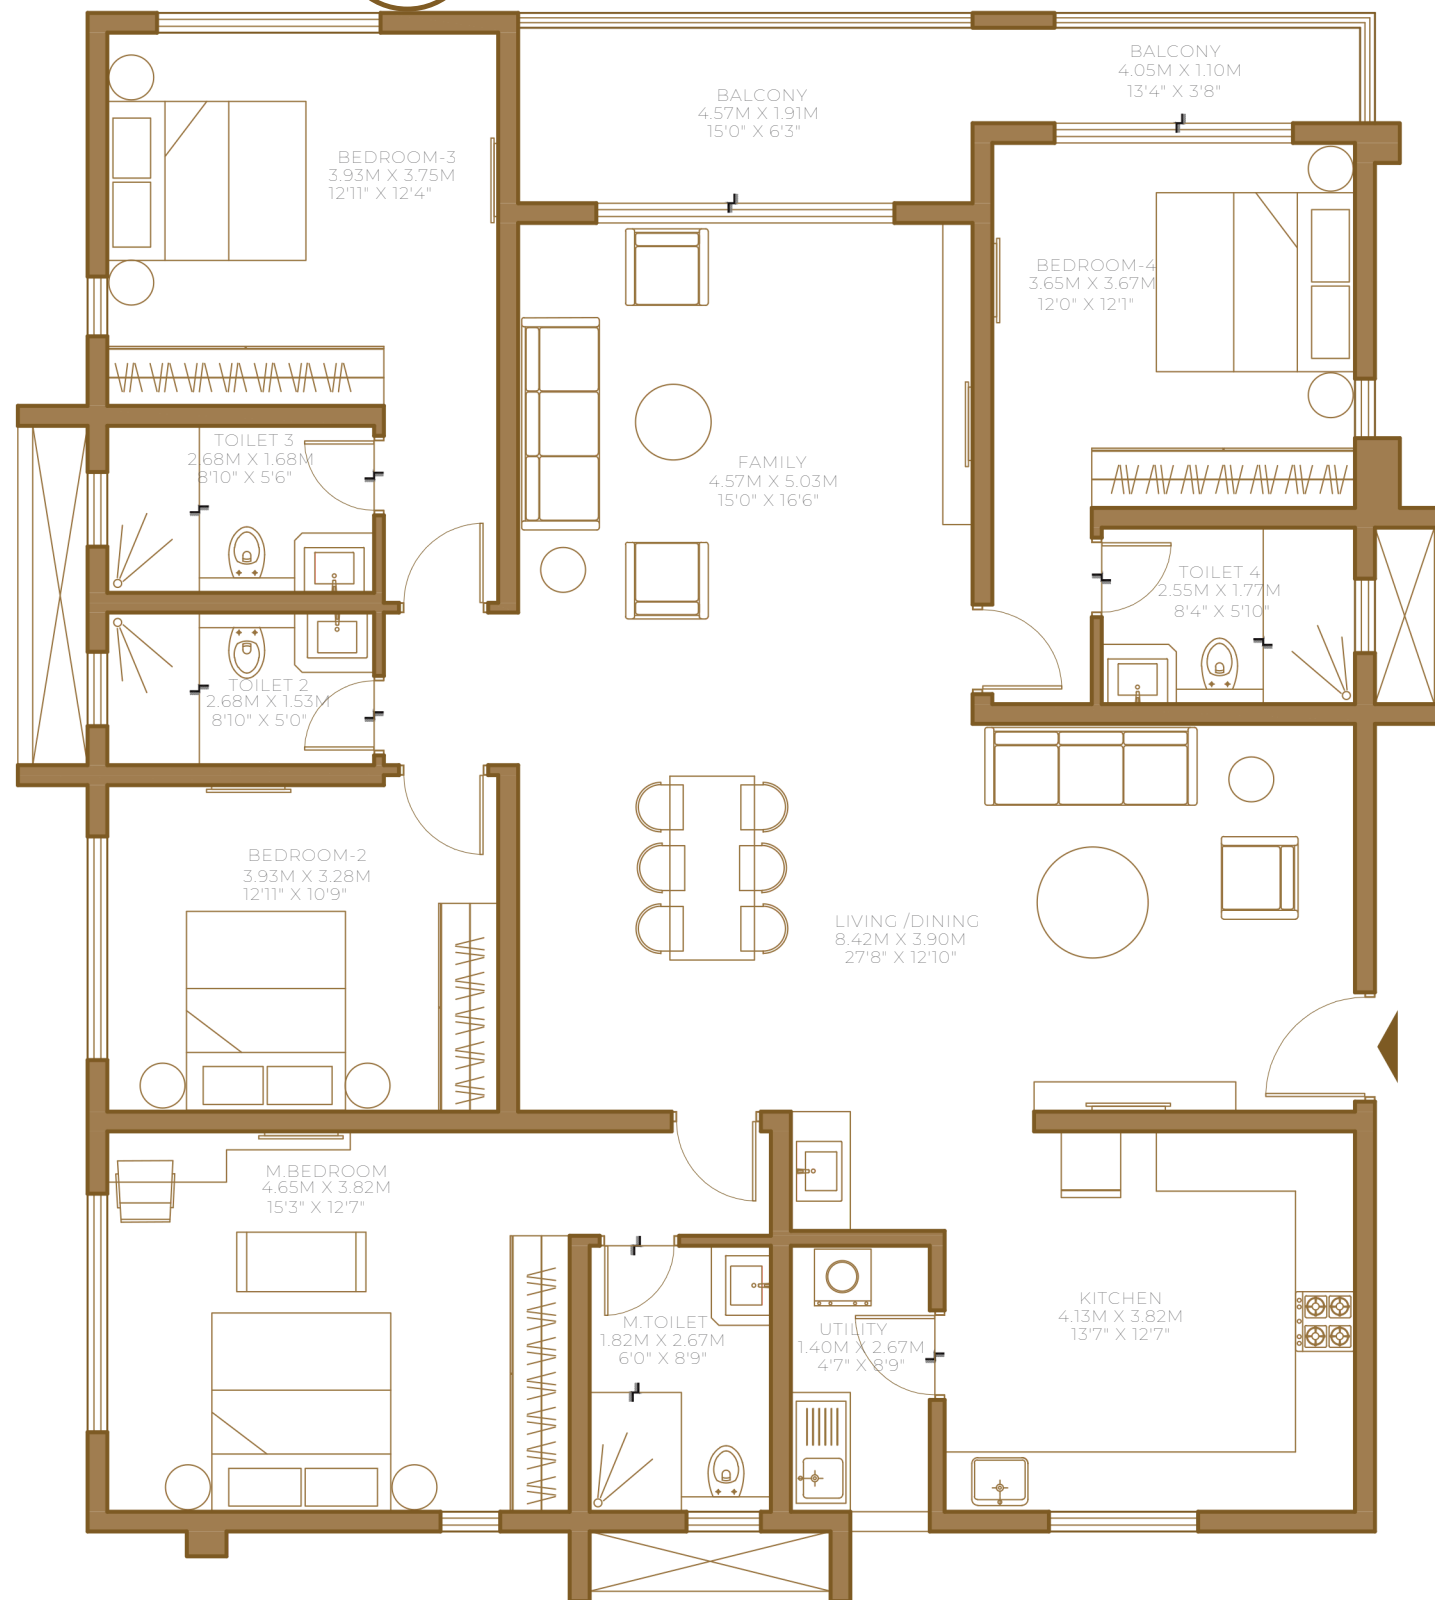 BALCONY
4.05M X 1.10M
13'4" X 3'8"
BALCONY
4.57M X 1.91M
15'0" X 6'3"
BEDROOM-3
3.93M X 3.75M
12'11" X 12'4"
BEDROOM-4
3.65M X 3.67M
12'0" X 12'1"
TOILET 3
2.68M X 1.68M
8'10" X 5'6"
FAMILY
4.57M X 5.03M
15'0" X 16'6"
TOILET 4
2.55M X 1.77M
8'4" X 5'10"
TOILET 2
2.68M X 1.53M
8'10" X 5'0"
BEDROOM-2
3.93M X 3.28M
12'11" X 10'9"
LIVING /DINING
8.42M X 3.90M
27'8" X 12'10"
M.BEDROOM
4.65M X 3.82M
15'3" X 12'7"
KITCHEN
4.13M X 3.82M
13'7" X 12'7"
M.TOILET
1.82M X 2.67M
6'0" X 8'9"
UTILITY
1.40M X 2.67M
4'7" X 8'9"